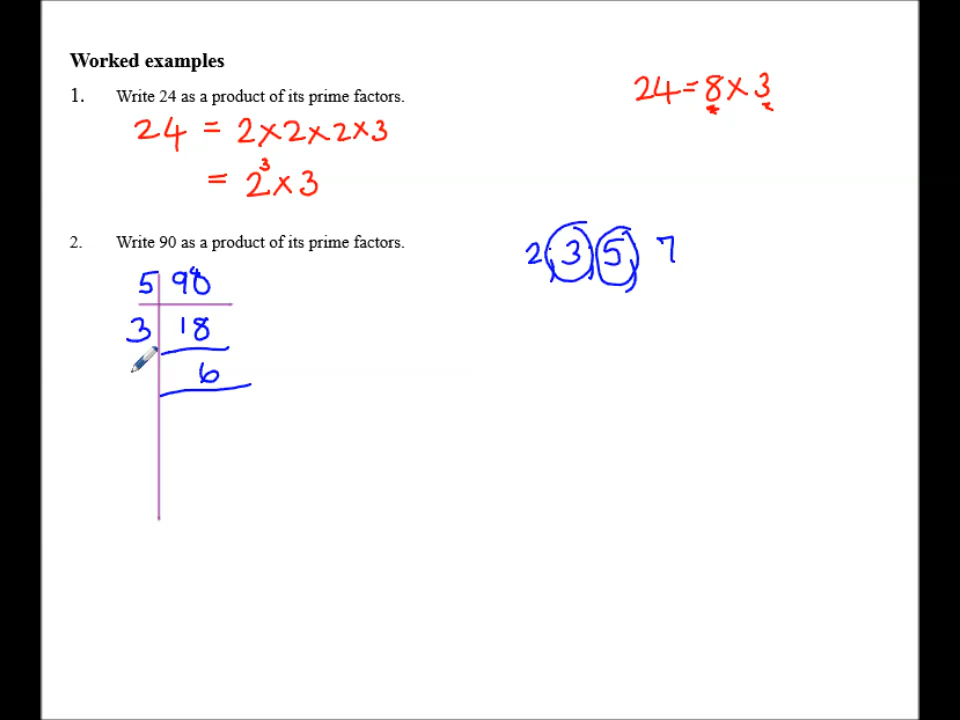 Worked examples
1. Write 24 as a product of its prime factors.
24 = 8 × 3
24 = 2 × 2 × 2 × 3
= 2³ × 3
2. Write 90 as a product of its prime factors.
2, 3, 5, 7
5 90
3 18
6